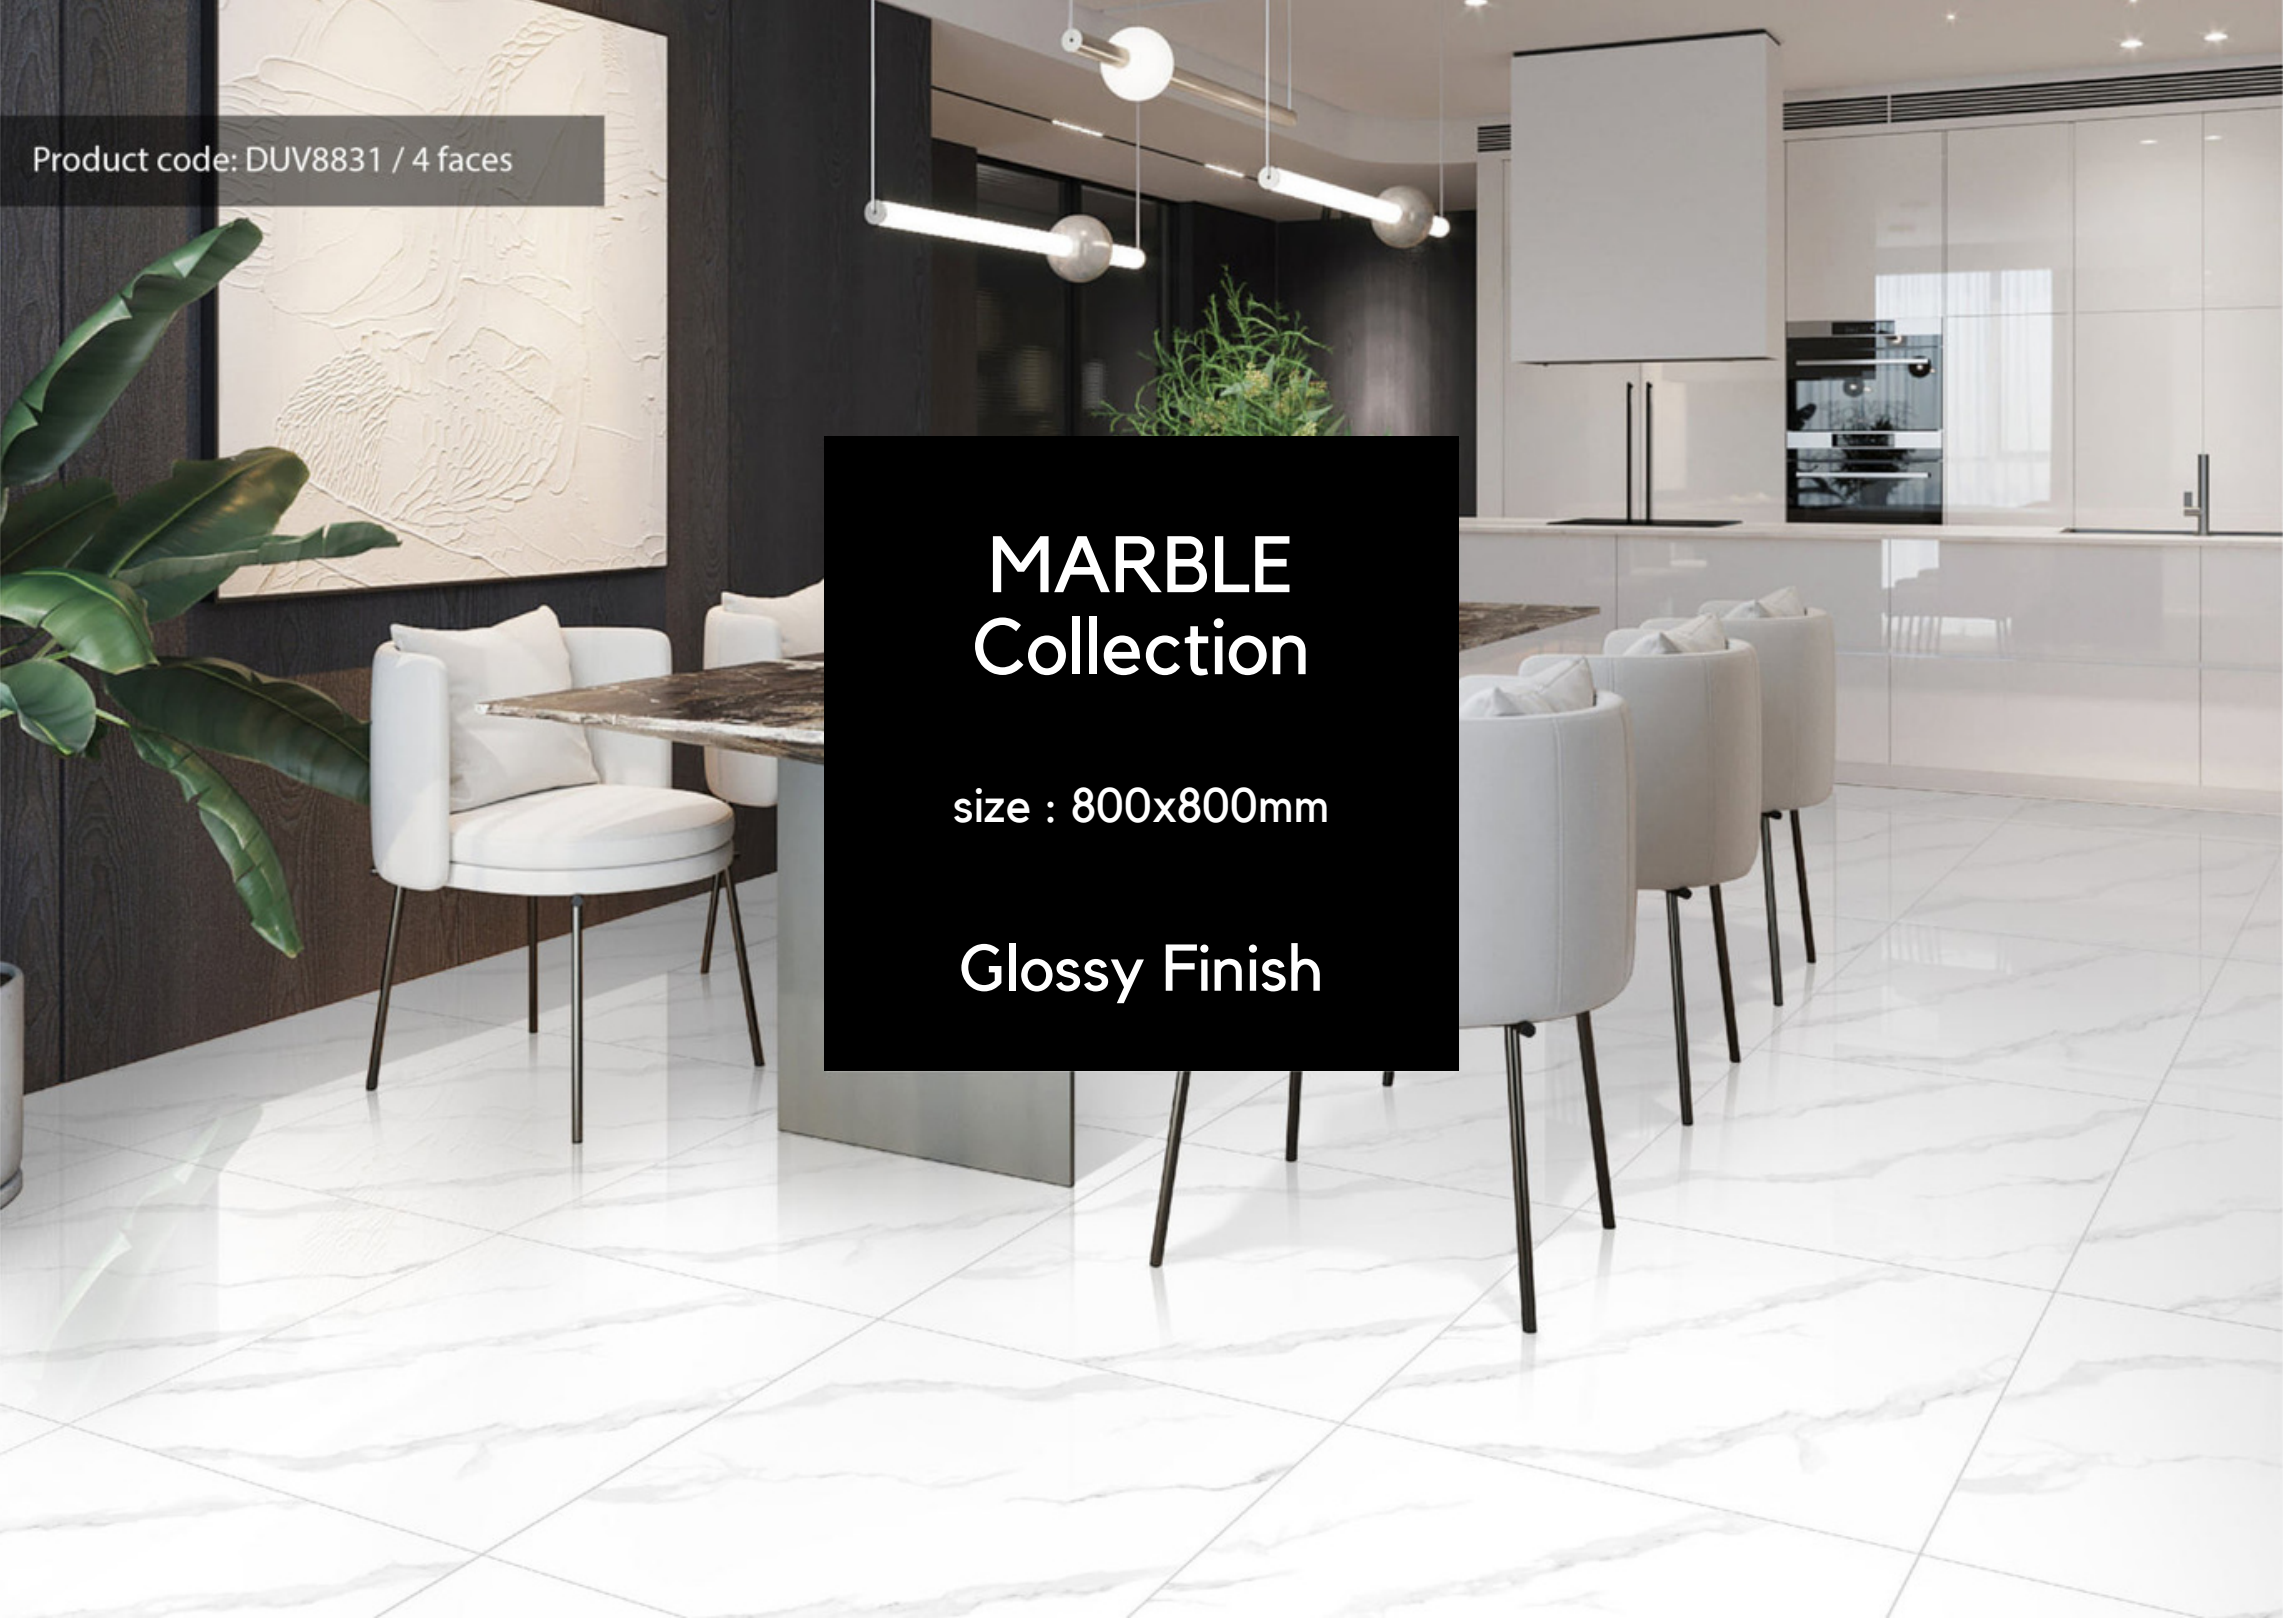 Product code: DUV8831 / 4 faces
MARBLE
Collection
size : 800x800mm
Glossy Finish